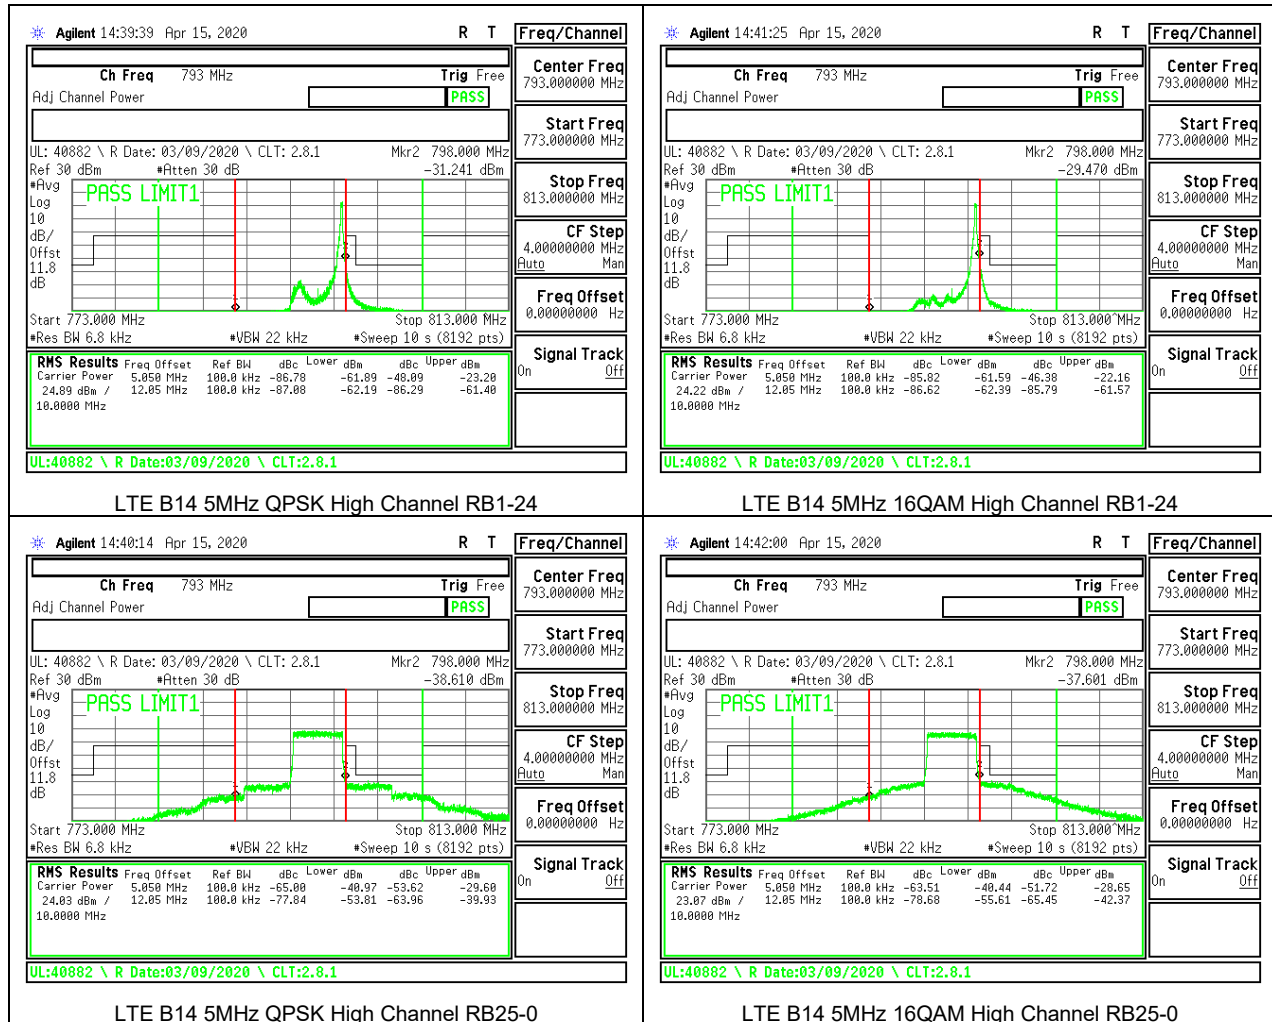 Agilent 14:39:39 Apr 15, 2020 R T Freq/Channel
Ch Freq 793 MHz Trig Free
Adj Channel Power PASS
UL: 40882 \ R Date: 03/09/2020 \ CLT: 2.8.1 Mkr2 798.000 MHz
Ref 30 dBm #Atten 30 dB -31.241 dBm
#Avg
Log
10
dB/
Offst
11.8
dB
PASS LIMIT1
Start 773.000 MHz Stop 813.000 MHz
#Res BW 6.8 kHz #VBW 22 kHz #Sweep 10 s (8192 pts)
RMS Results Freq Offset Ref BW dBc Lower dBm dBc Upper dBm
Carrier Power 5.050 MHz 100.0 kHz -86.78 -61.89 -48.09 -23.20
24.89 dBm / 12.05 MHz 100.0 kHz -87.08 -62.19 -86.29 -61.40
10.0000 MHz
UL:40882 \ R Date:03/09/2020 \ CLT:2.8.1
Center Freq
793.000000 MHz
Start Freq
773.000000 MHz
Stop Freq
813.000000 MHz
CF Step
4.00000000 MHz
Auto Man
Freq Offset
0.00000000 Hz
Signal Track
On Off
LTE B14 5MHz QPSK High Channel RB1-24
Agilent 14:41:25 Apr 15, 2020 R T Freq/Channel
Ch Freq 793 MHz Trig Free
Adj Channel Power PASS
UL: 40882 \ R Date: 03/09/2020 \ CLT: 2.8.1 Mkr2 798.000 MHz
Ref 30 dBm #Atten 30 dB -29.470 dBm
#Avg
Log
10
dB/
Offst
11.8
dB
PASS LIMIT1
Start 773.000 MHz Stop 813.000 MHz
#Res BW 6.8 kHz #VBW 22 kHz #Sweep 10 s (8192 pts)
RMS Results Freq Offset Ref BW dBc Lower dBm dBc Upper dBm
Carrier Power 5.050 MHz 100.0 kHz -85.82 -61.59 -46.38 -22.16
24.22 dBm / 12.05 MHz 100.0 kHz -86.62 -62.39 -85.79 -61.57
10.0000 MHz
UL:40882 \ R Date:03/09/2020 \ CLT:2.8.1
Center Freq
793.000000 MHz
Start Freq
773.000000 MHz
Stop Freq
813.000000 MHz
CF Step
4.00000000 MHz
Auto Man
Freq Offset
0.00000000 Hz
Signal Track
On Off
LTE B14 5MHz 16QAM High Channel RB1-24
Agilent 14:40:14 Apr 15, 2020 R T Freq/Channel
Ch Freq 793 MHz Trig Free
Adj Channel Power PASS
UL: 40882 \ R Date: 03/09/2020 \ CLT: 2.8.1 Mkr2 798.000 MHz
Ref 30 dBm #Atten 30 dB -38.610 dBm
#Avg
Log
10
dB/
Offst
11.8
dB
PASS LIMIT1
Start 773.000 MHz Stop 813.000 MHz
#Res BW 6.8 kHz #VBW 22 kHz #Sweep 10 s (8192 pts)
RMS Results Freq Offset Ref BW dBc Lower dBm dBc Upper dBm
Carrier Power 5.050 MHz 100.0 kHz -65.00 -40.97 -53.62 -29.60
24.03 dBm / 12.05 MHz 100.0 kHz -77.84 -53.81 -63.96 -39.93
10.0000 MHz
UL:40882 \ R Date:03/09/2020 \ CLT:2.8.1
Center Freq
793.000000 MHz
Start Freq
773.000000 MHz
Stop Freq
813.000000 MHz
CF Step
4.00000000 MHz
Auto Man
Freq Offset
0.00000000 Hz
Signal Track
On Off
LTE B14 5MHz QPSK High Channel RB25-0
Agilent 14:42:00 Apr 15, 2020 R T Freq/Channel
Ch Freq 793 MHz Trig Free
Adj Channel Power PASS
UL: 40882 \ R Date: 03/09/2020 \ CLT: 2.8.1 Mkr2 798.000 MHz
Ref 30 dBm #Atten 30 dB -37.601 dBm
#Avg
Log
10
dB/
Offst
11.8
dB
PASS LIMIT1
Start 773.000 MHz Stop 813.000 MHz
#Res BW 6.8 kHz #VBW 22 kHz #Sweep 10 s (8192 pts)
RMS Results Freq Offset Ref BW dBc Lower dBm dBc Upper dBm
Carrier Power 5.050 MHz 100.0 kHz -63.51 -40.44 -51.72 -28.65
23.07 dBm / 12.05 MHz 100.0 kHz -78.68 -55.61 -65.45 -42.37
10.0000 MHz
UL:40882 \ R Date:03/09/2020 \ CLT:2.8.1
Center Freq
793.000000 MHz
Start Freq
773.000000 MHz
Stop Freq
813.000000 MHz
CF Step
4.00000000 MHz
Auto Man
Freq Offset
0.00000000 Hz
Signal Track
On Off
LTE B14 5MHz 16QAM High Channel RB25-0